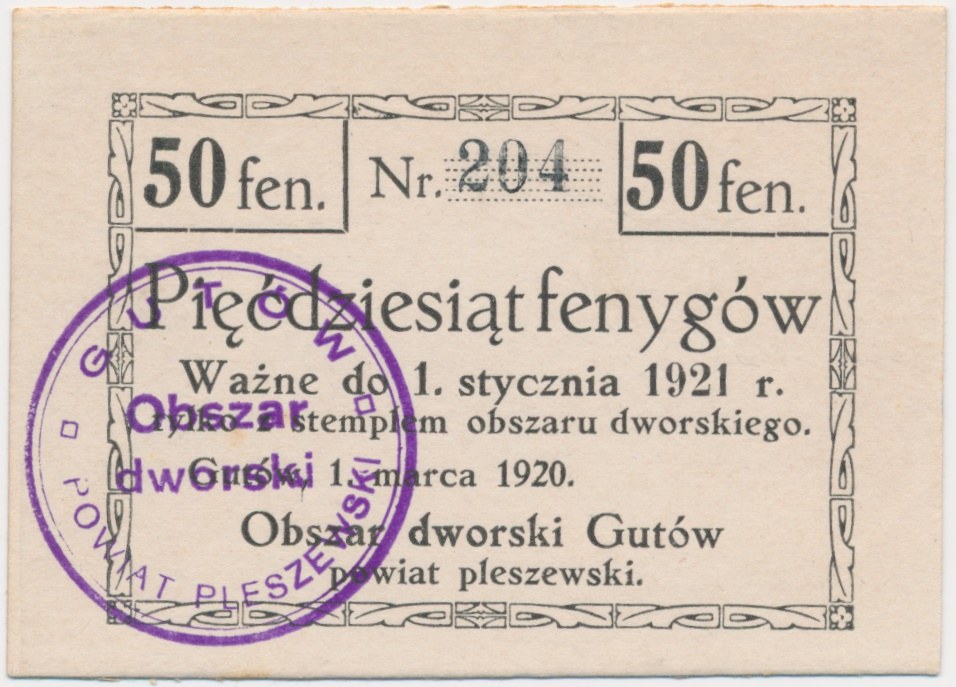 50 fen. Nr. 204 50 fen.
Pięćdziesiąt fenygów
Ważne do 1. stycznia 1921 r.
tylko z stemplem obszaru dworskiego.
Gutów, 1. marca 1920.
Obszar dworski Gutów
powiat pleszewski.
GUTÓW
Obszar
dworski
POWIAT PLESZEWSKI